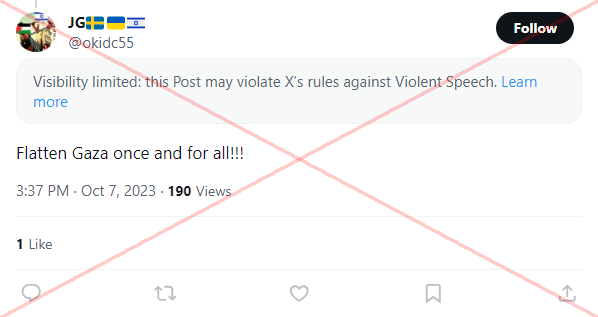 JG🇸🇪🇺🇦🇮🇱
@okidc55
Follow
Visibility limited: this Post may violate X's rules against Violent Speech. Learn
more
Flatten Gaza once and for all!!!
3:37 PM · Oct 7, 2023 · 190 Views
1 Like